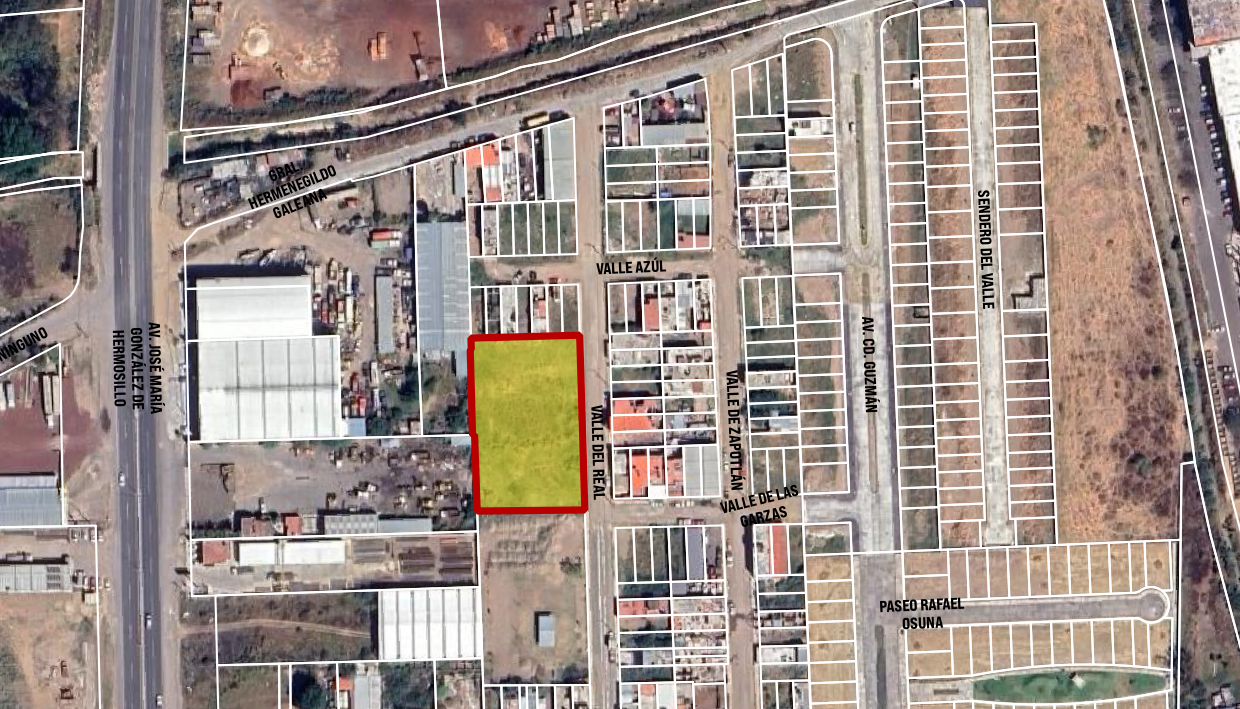 GRAL.
HERMENEGILDO
GALEANA
VALLE AZÚL
SENDERO DEL VALLE
NINGUNO
AV. JOSÉ MARÍA
GONZÁLEZ DE
HERMOSILLO
AV. CD. GUZMÁN
VALLE DE ZAPOTLÁN
VALLE DEL REAL
VALLE DE LAS
GARZAS
PASEO RAFAEL
OSUNA